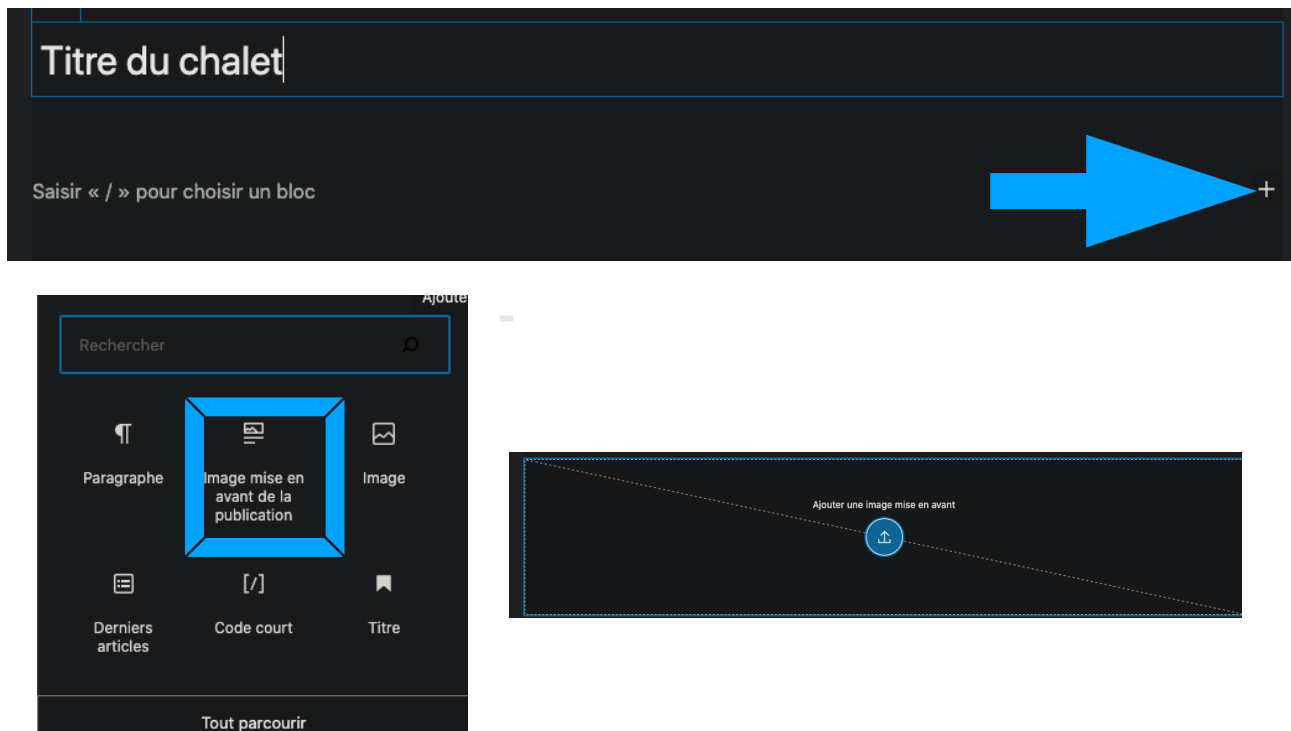 Titre du chalet
Saisir « / » pour choisir un bloc
+
Ajoute
Rechercher
Paragraphe
Image mise en
avant de la
publication
Image
Derniers
articles
[/]
Code court
Titre
Tout parcourir
Ajouter une image mise en avant